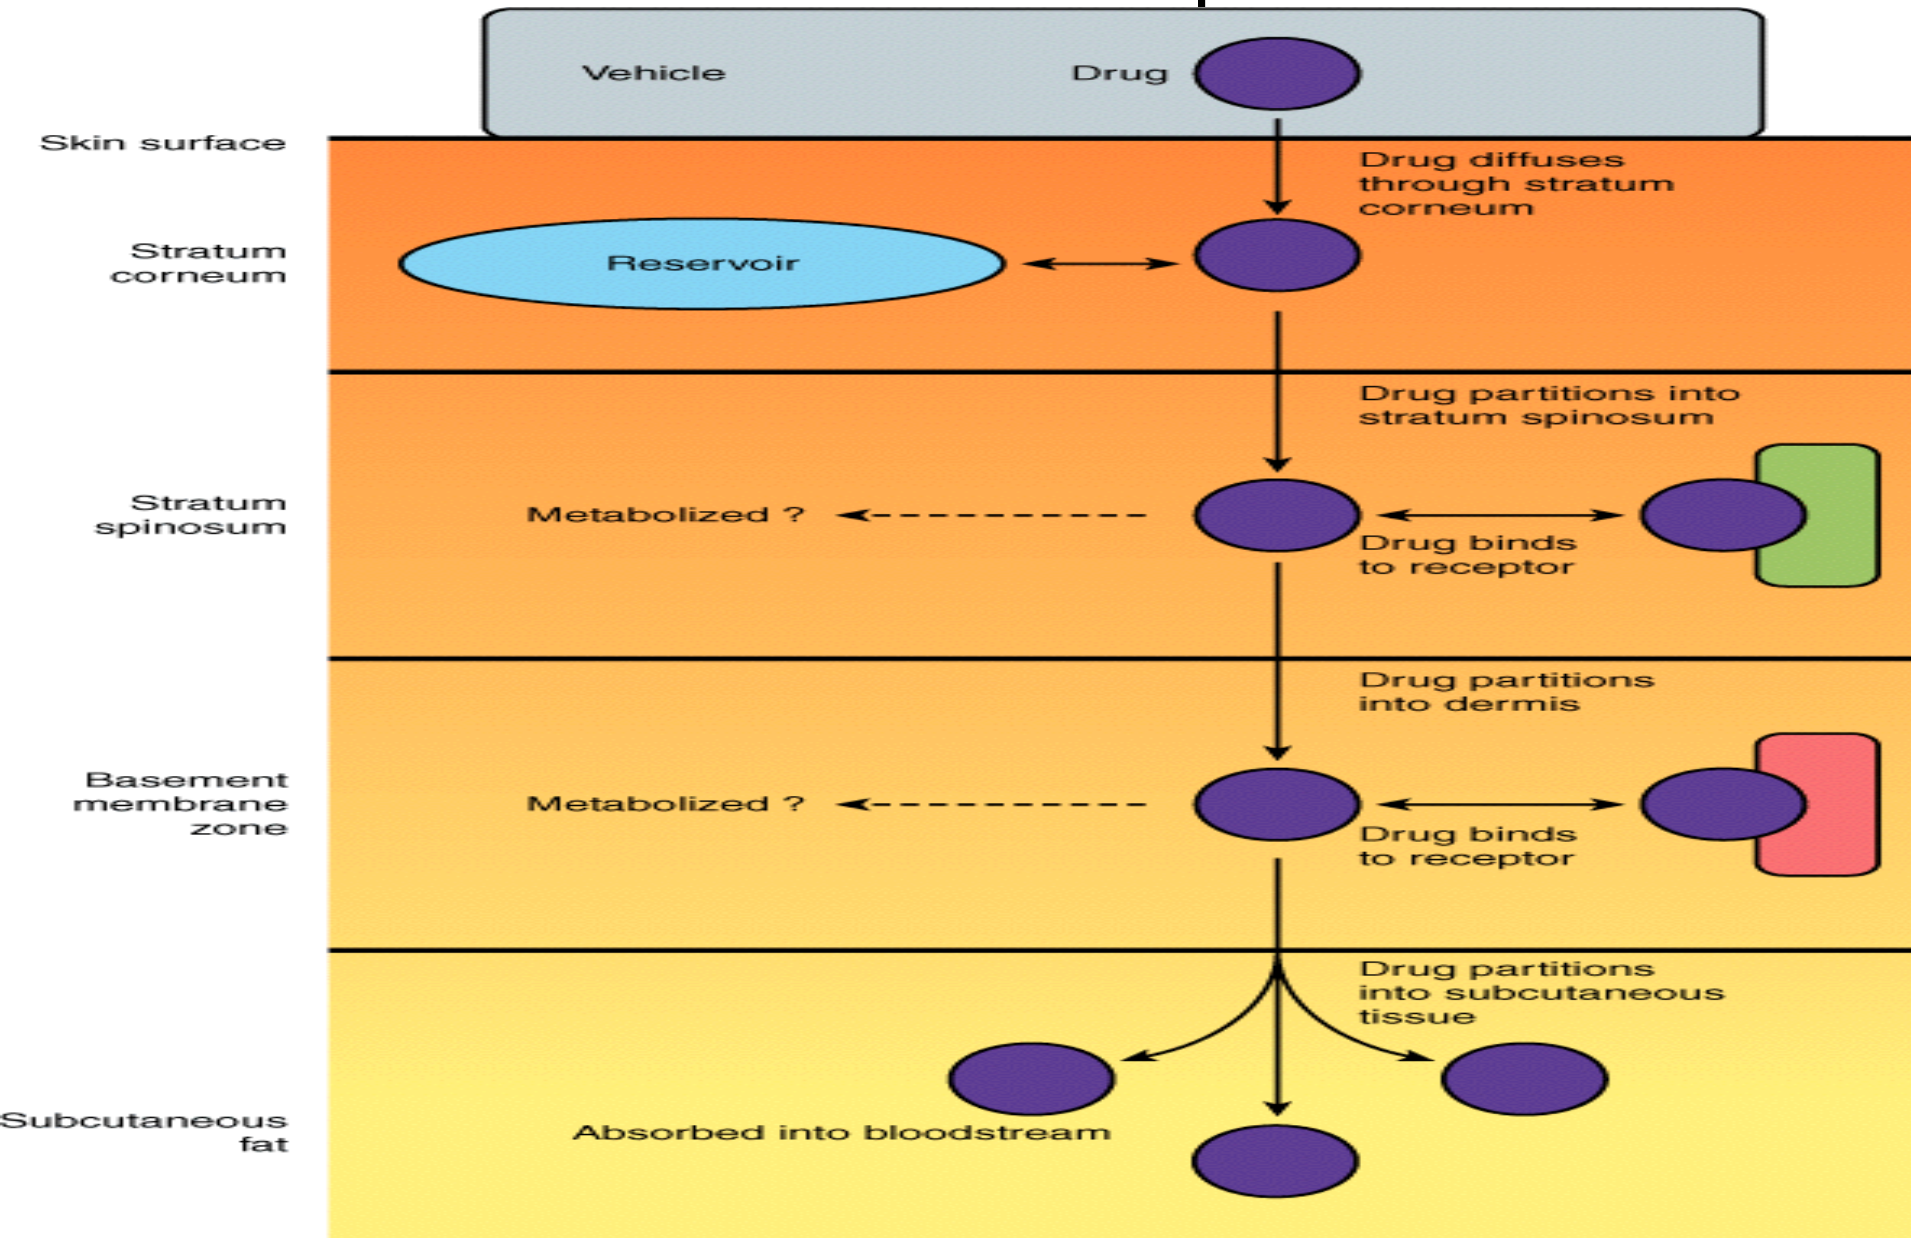 Vehicle
Drug
Skin surface
Drug diffuses
through stratum
corneum
Stratum
corneum
Reservoir
Drug partitions into
stratum spinosum
Stratum
spinosum
Metabolized ?
Drug binds
to receptor
Drug partitions
into dermis
Basement
membrane
zone
Metabolized ?
Drug binds
to receptor
Drug partitions
into subcutaneous
tissue
Subcutaneous
fat
Absorbed into bloodstream